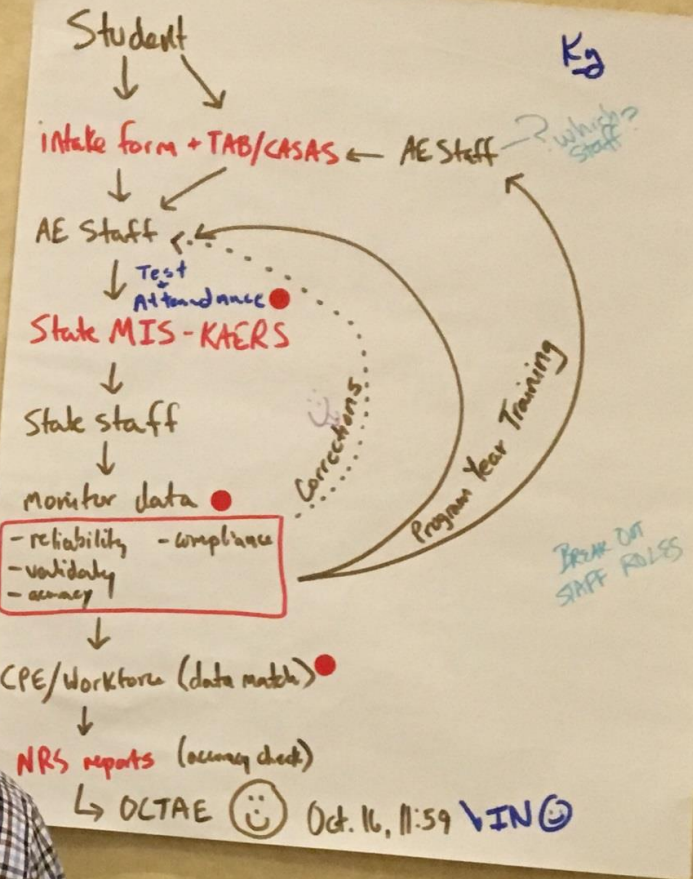 Student
Ky
intake form + TAB/CASAS ← AE Staff
? which?
staff
AE Staff
Test
+
Attendance
State MIS - KAERS
State staff
Corrections
Program Year Training
monitor data
- reliability - compliance
- validaty
- accuracy
BREAK OUT
STAFF ROLES
CPE/Workforce (data match)
NRS reports (accuracy check)
↳ OCTAE Oct. 16, 11:59 \ IN